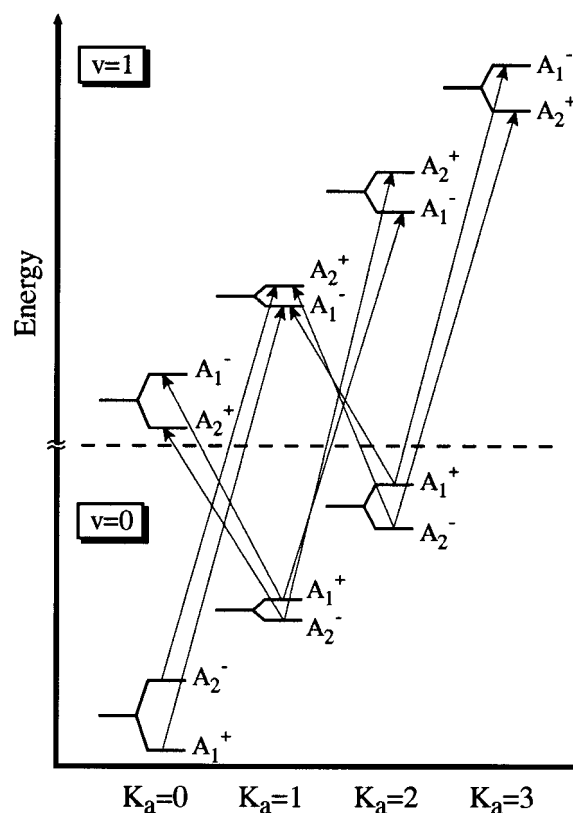 v=1
A₁⁻
A₂⁺
A₂⁺
A₁⁻
A₂⁺
A₁⁻
A₁⁻
A₂⁺
Energy
v=0
A₁⁺
A₂⁻
A₁⁺
A₂⁻
A₂⁻
A₁⁺
Kₐ=0 Kₐ=1 Kₐ=2 Kₐ=3